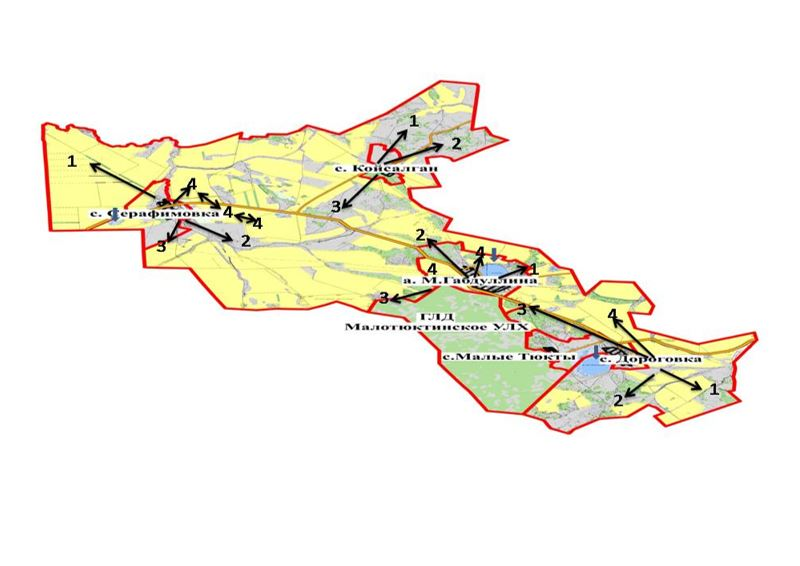 1
2
с. Койсалган
1
4
3
с. Серафимовка
4
4
3
2
2
4
4
1
а. М.Габдуллина
3
3
ГЛД
Малотюктинское УЛХ
4
с.Малые Тюкты
с. Дороговка
2
1